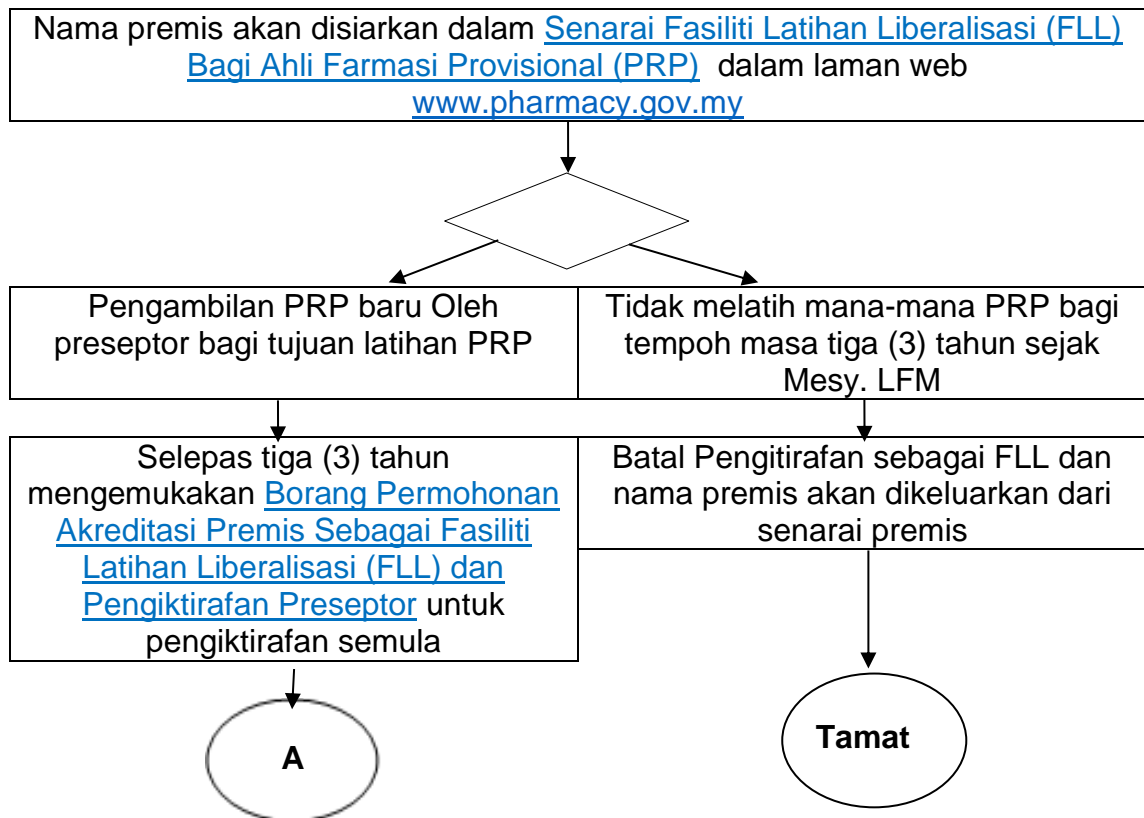 Nama premis akan disiarkan dalam Senarai Fasiliti Latihan Liberalisasi (FLL)
Bagi Ahli Farmasi Provisional (PRP) dalam laman web
www.pharmacy.gov.my
Pengambilan PRP baru Oleh
preseptor bagi tujuan latihan PRP
Tidak melatih mana-mana PRP bagi
tempoh masa tiga (3) tahun sejak
Mesy. LFM
Selepas tiga (3) tahun
mengemukakan Borang Permohonan
Akreditasi Premis Sebagai Fasiliti
Latihan Liberalisasi (FLL) dan
Pengiktirafan Preseptor untuk
pengiktirafan semula
Batal Pengitirafan sebagai FLL dan
nama premis akan dikeluarkan dari
senarai premis
A
Tamat